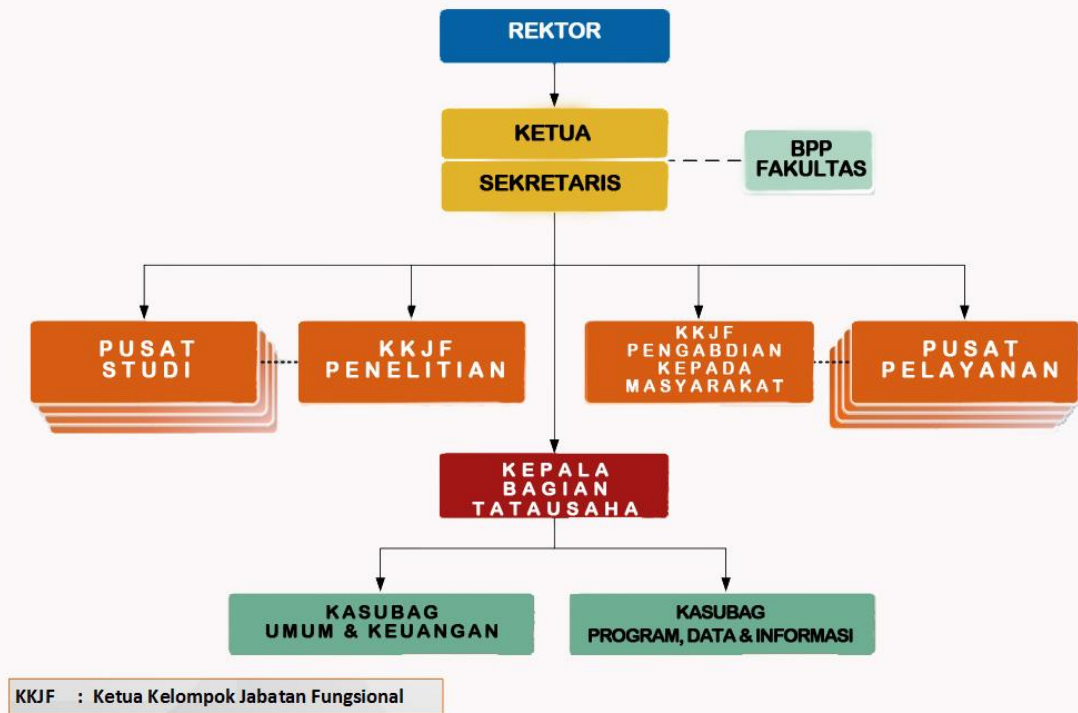 REKTOR
KETUA
SEKRETARIS
BPP
FAKULTAS
PUSAT
STUDI
KKJF
PENELITIAN
KKJF
PENGABDIAN
KEPADA
MASYARAKAT
PUSAT
PELAYANAN
KEPALA
BAGIAN
TATAUSAHA
KASUBAG
UMUM & KEUANGAN
KASUBAG
PROGRAM, DATA & INFORMASI
KKJF : Ketua Kelompok Jabatan Fungsional